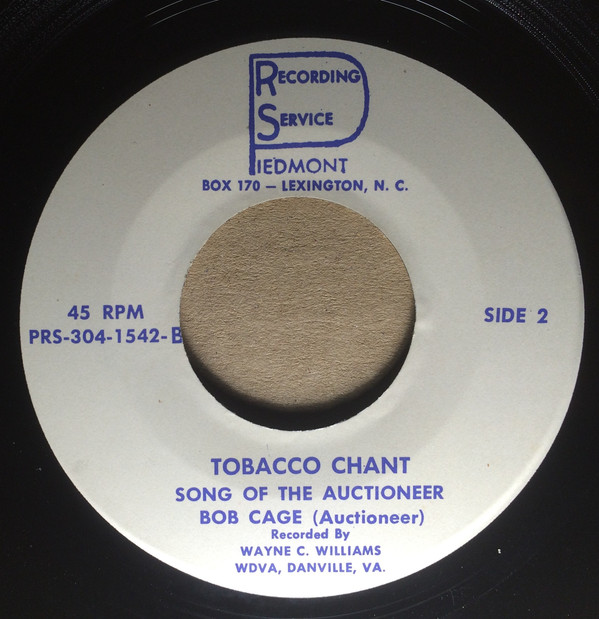 RECORDING
SERVICE
PIEDMONT
BOX 170 — LEXINGTON, N. C.
45 RPM
PRS-304-1542-B
SIDE 2
TOBACCO CHANT
SONG OF THE AUCTIONEER
BOB CAGE (Auctioneer)
Recorded By
WAYNE C. WILLIAMS
WDVA, DANVILLE, VA.